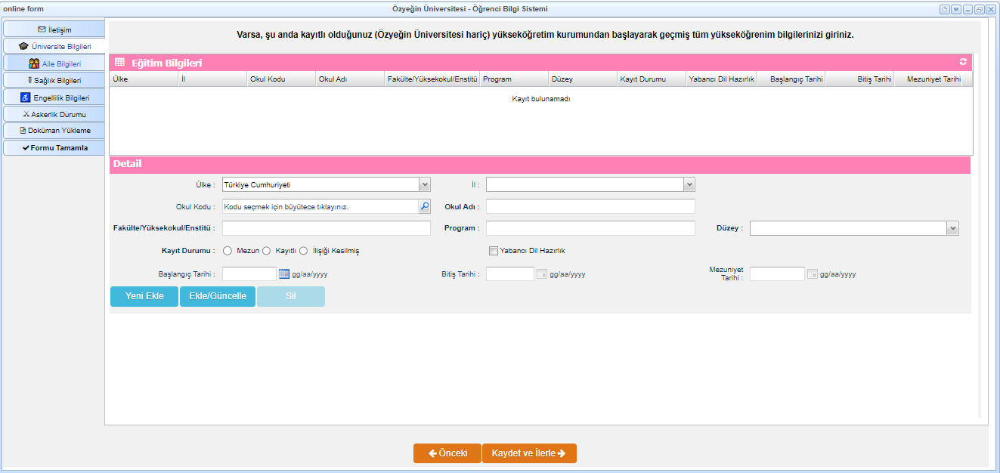 online form
Özyeğin Üniversitesi - Öğrenci Bilgi Sistemi
İletişim
Üniversite Bilgileri
Aile Bilgileri
Sağlık Bilgileri
Engellilik Bilgileri
Askerlik Durumu
Doküman Yükleme
Formu Tamamla
Varsa, şu anda kayıtlı olduğunuz (Özyeğin Üniversitesi hariç) yükseköğretim kurumundan başlayarak geçmiş tüm yükseköğrenim bilgilerinizi giriniz.
Eğitim Bilgileri
Ülke İl Okul Kodu Okul Adı Fakülte/Yüksekokul/Enstitü Program Düzey Kayıt Durumu Yabancı Dil Hazırlık Başlangıç Tarihi Bitiş Tarihi Mezuniyet Tarihi
Kayıt bulunamadı
Detail
Ülke : Türkiye Cumhuriyeti İl :
Okul Kodu : Kodu seçmek için büyütece tıklayınız. Okul Adı :
Fakülte/Yüksekokul/Enstitü : Program : Düzey :
Kayıt Durumu : Mezun Kayıtlı İlişiği Kesilmiş Yabancı Dil Hazırlık
Başlangıç Tarihi : gg/aa/yyyy Bitiş Tarihi : gg/aa/yyyy Mezuniyet Tarihi : gg/aa/yyyy
Yeni Ekle Ekle/Güncelle Sil
Önceki Kaydet ve İlerle